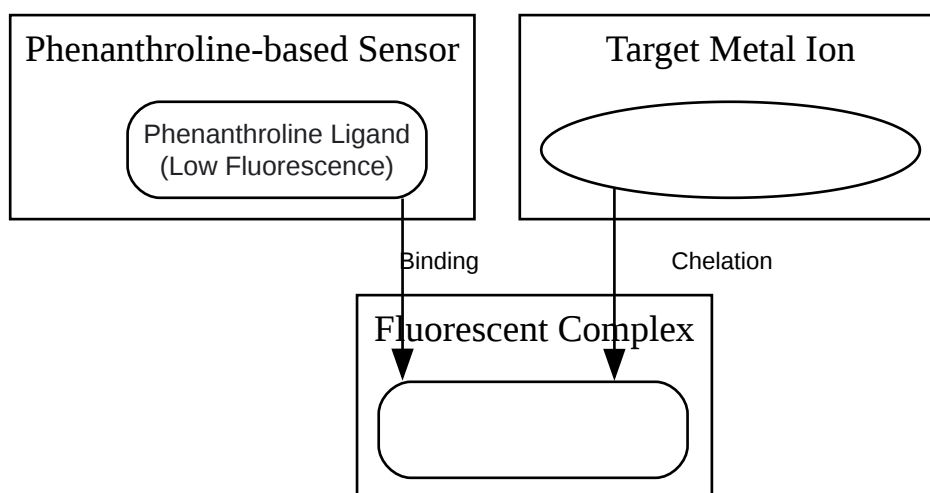 Phenanthroline-based Sensor
Target Metal Ion
Phenanthroline Ligand
(Low Fluorescence)
Binding
Chelation
Fluorescent Complex